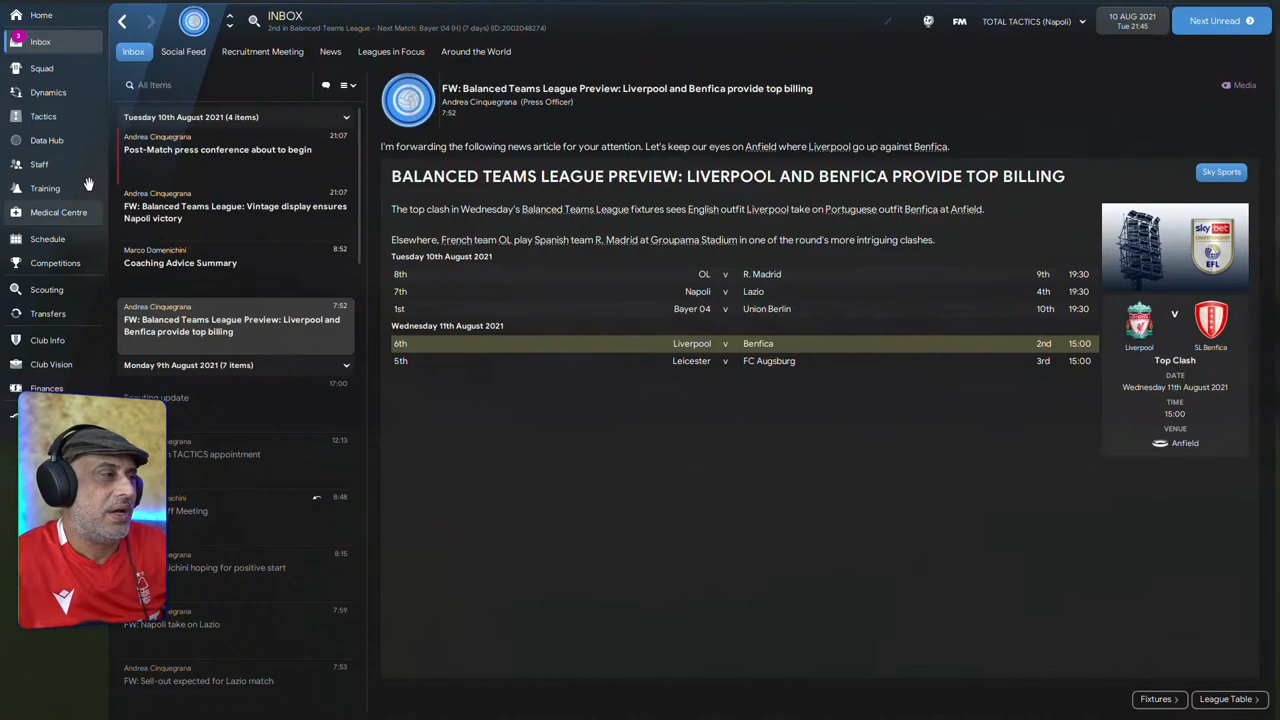 Home
3
Inbox
Squad
Dynamics
Tactics
Data Hub
Staff
Training
Medical Centre
Schedule
Competitions
Scouting
Transfers
Club Info
Club Vision
Finances
INBOX
2nd in Balanced Teams League - Next Match: Bayer 04 (H) (7 days) (ID:2002048274)
FM
TOTAL TACTICS (Napoli)
10 AUG 2021
Tue 21:45
Next Unread
Inbox
Social Feed
Recruitment Meeting
News
Leagues in Focus
Around the World
All Items
Tuesday 10th August 2021 (4 items)
Andrea Cinquegrana 21:07
Post-Match press conference about to begin
Andrea Cinquegrana 21:07
FW: Balanced Teams League: Vintage display ensures
Napoli victory
Marco Domenichini 8:52
Coaching Advice Summary
Andrea Cinquegrana 7:52
FW: Balanced Teams League Preview: Liverpool and
Benfica provide top billing
Monday 9th August 2021 (7 items)
17:00
Scouting update
quegrana 12:13
TACTICS appointment
nichini 8:48
ff Meeting
quegrana 8:15
ichini hoping for positive start
quegrana 7:59
FW: Napoli take on Lazio
Andrea Cinquegrana 7:53
FW: Sell-out expected for Lazio match
FW: Balanced Teams League Preview: Liverpool and Benfica provide top billing
Andrea Cinquegrana (Press Officer)
7:52
Media
I'm forwarding the following news article for your attention. Let's keep our eyes on Anfield where Liverpool go up against Benfica.
BALANCED TEAMS LEAGUE PREVIEW: LIVERPOOL AND BENFICA PROVIDE TOP BILLING
Sky Sports
The top clash in Wednesday's Balanced Teams League fixtures sees English outfit Liverpool take on Portuguese outfit Benfica at Anfield.
Elsewhere, French team OL play Spanish team R. Madrid at Groupama Stadium in one of the round's more intriguing clashes.
Tuesday 10th August 2021
8th OL v R. Madrid 9th 19:30
7th Napoli v Lazio 4th 19:30
1st Bayer 04 v Union Berlin 10th 19:30
Wednesday 11th August 2021
6th Liverpool v Benfica 2nd 15:00
5th Leicester v FC Augsburg 3rd 15:00
sky bet
CHAMPIONSHIP
EFL
V
Liverpool
SL Benfica
Top Clash
DATE
Wednesday 11th August 2021
TIME
15:00
VENUE
Anfield
Fixtures
League Table